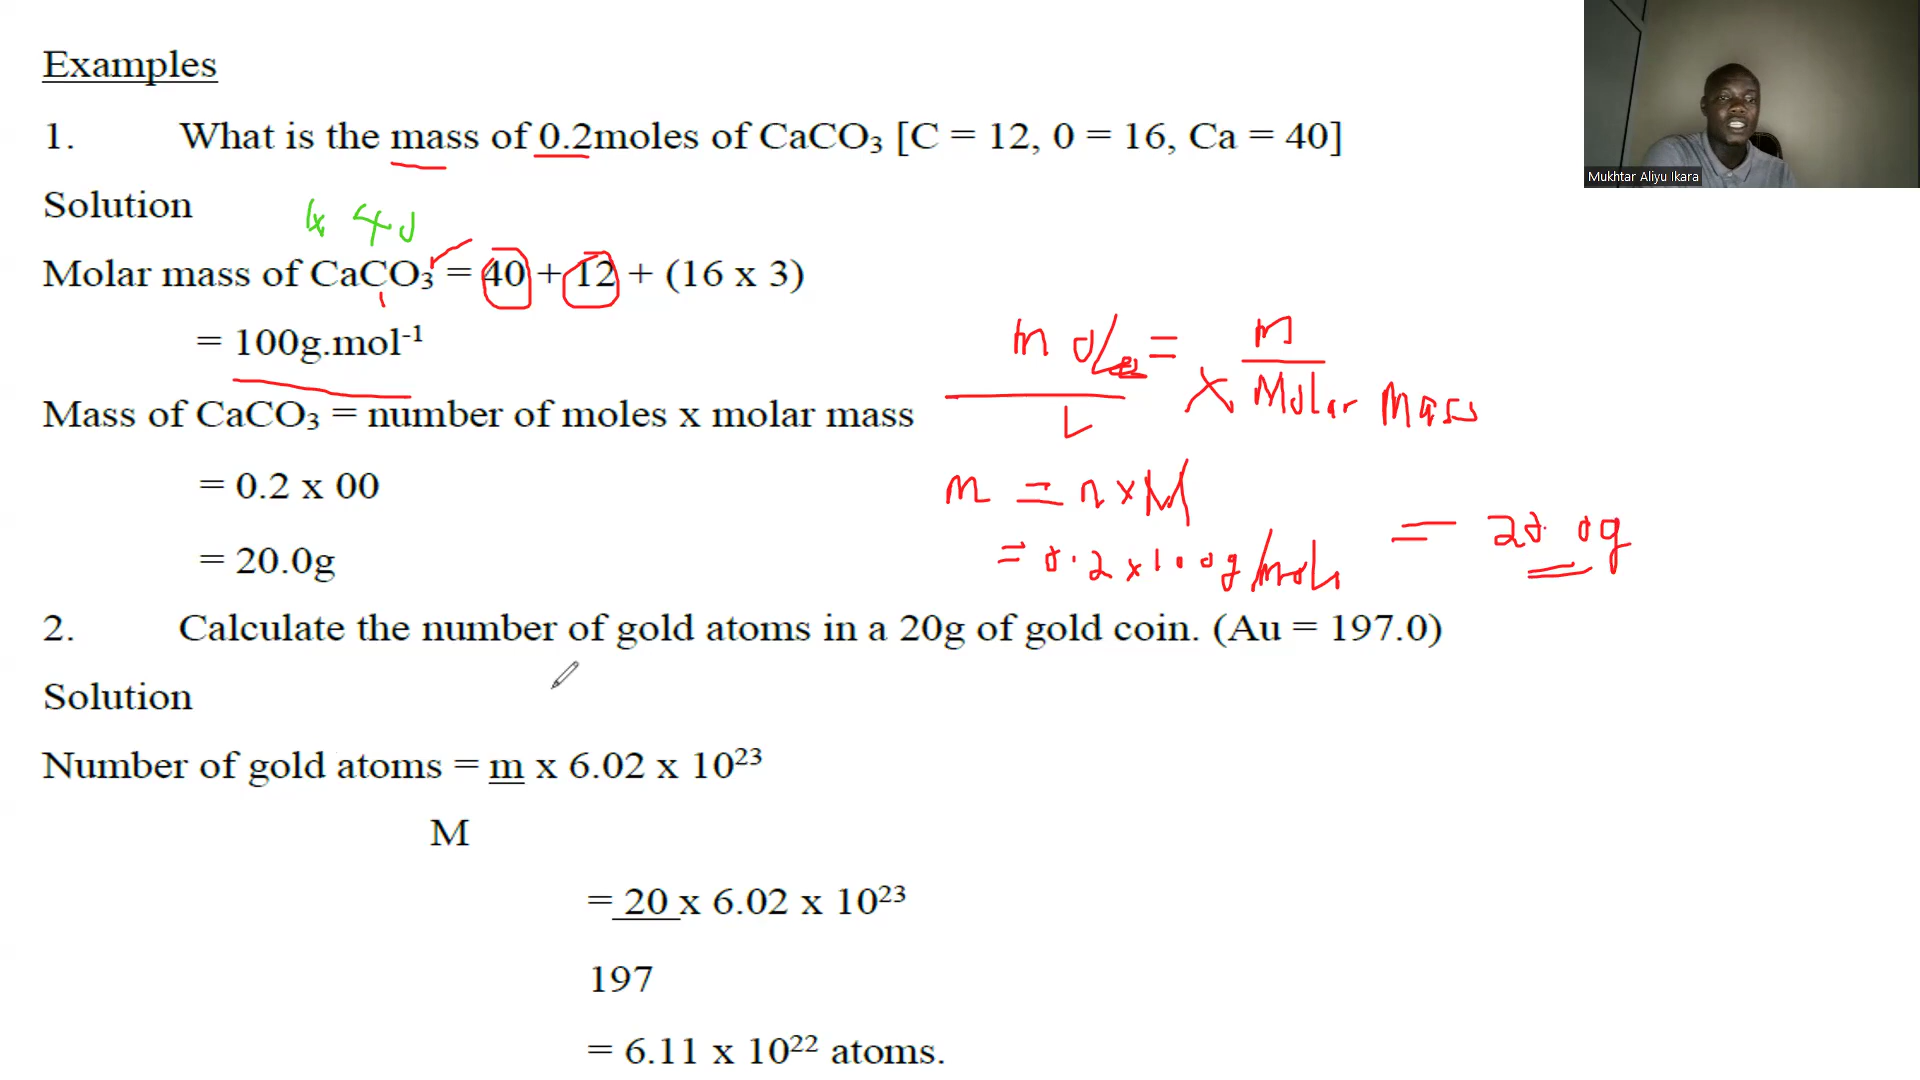 Examples
1. What is the mass of 0.2moles of CaCO₃ [C = 12, 0 = 16, Ca = 40]
Mukhtar Aliyu Ikara
Solution
40
Molar mass of CaCO₃ = 40 + 12 + (16 x 3)
= 100g.mol⁻¹
m
Molar Mass
Mass of CaCO₃ = number of moles x molar mass
= 0.2 x 00
m = n x M
= 0.2 x 100g/mole = 20.0g
= 20.0g
2. Calculate the number of gold atoms in a 20g of gold coin. (Au = 197.0)
Solution
Number of gold atoms = m x 6.02 x 10²³
M
= 20 x 6.02 x 10²³
197
= 6.11 x 10²² atoms.